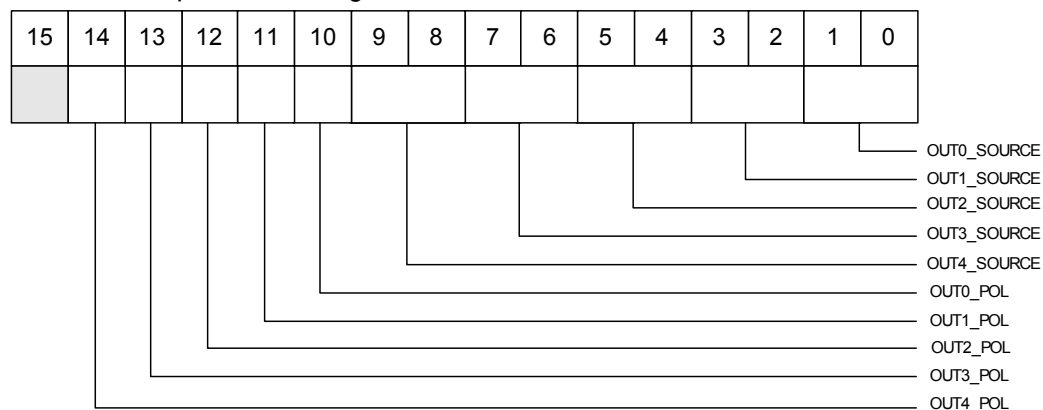 15 14 13 12 11 10 9 8 7 6 5 4 3 2 1 0
OUT0_SOURCE
OUT1_SOURCE
OUT2_SOURCE
OUT3_SOURCE
OUT4_SOURCE
OUT0_POL
OUT1_POL
OUT2_POL
OUT3_POL
OUT4_POL